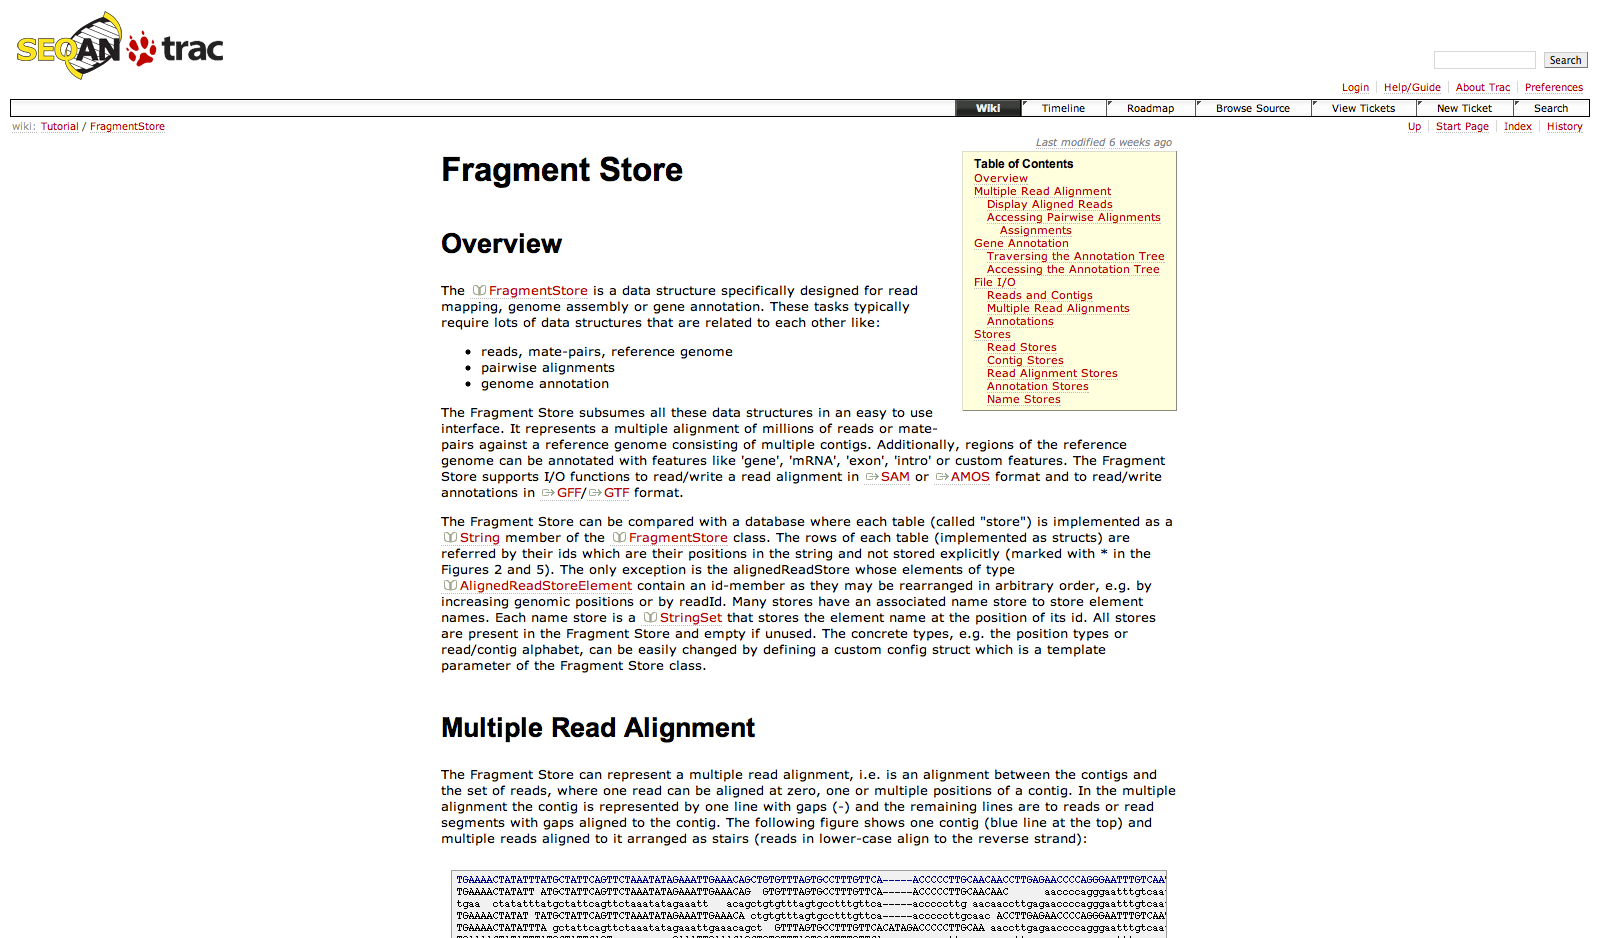 SEQAN trac
Search
Login Help/Guide About Trac Preferences
Wiki Timeline Roadmap Browse Source View Tickets New Ticket Search
wiki: Tutorial / FragmentStore
Up Start Page Index History
Last modified 6 weeks ago
Fragment Store
Table of Contents
Overview
Multiple Read Alignment
Display Aligned Reads
Accessing Pairwise Alignments
Assignments
Gene Annotation
Traversing the Annotation Tree
Accessing the Annotation Tree
File I/O
Reads and Contigs
Multiple Read Alignments
Annotations
Stores
Read Stores
Contig Stores
Read Alignment Stores
Annotation Stores
Name Stores
Overview
The FragmentStore is a data structure specifically designed for read
mapping, genome assembly or gene annotation. These tasks typically
require lots of data structures that are related to each other like:
• reads, mate-pairs, reference genome
• pairwise alignments
• genome annotation
The Fragment Store subsumes all these data structures in an easy to use
interface. It represents a multiple alignment of millions of reads or mate-
pairs against a reference genome consisting of multiple contigs. Additionally, regions of the reference
genome can be annotated with features like 'gene', 'mRNA', 'exon', 'intro' or custom features. The Fragment
Store supports I/O functions to read/write a read alignment in SAM or AMOS format and to read/write
annotations in GFF/GTF format.
The Fragment Store can be compared with a database where each table (called "store") is implemented as a
String member of the FragmentStore class. The rows of each table (implemented as structs) are
referred by their ids which are their positions in the string and not stored explicitly (marked with * in the
Figures 2 and 5). The only exception is the alignedReadStore whose elements of type
AlignedReadStoreElement contain an id-member as they may be rearranged in arbitrary order, e.g. by
increasing genomic positions or by readId. Many stores have an associated name store to store element
names. Each name store is a StringSet that stores the element name at the position of its id. All stores
are present in the Fragment Store and empty if unused. The concrete types, e.g. the position types or
read/contig alphabet, can be easily changed by defining a custom config struct which is a template
parameter of the Fragment Store class.
Multiple Read Alignment
The Fragment Store can represent a multiple read alignment, i.e. is an alignment between the contigs and
the set of reads, where one read can be aligned at zero, one or multiple positions of a contig. In the multiple
alignment the contig is represented by one line with gaps (-) and the remaining lines are to reads or read
segments with gaps aligned to the contig. The following figure shows one contig (blue line at the top) and
multiple reads aligned to it arranged as stairs (reads in lower-case align to the reverse strand):
TGAAAACTATATTTATGCTATTCAGTTCTAAATATAGAAATTGAAACAGCTGTGTTTAGTGCCTTTGTTCA-----ACCCCCTTGCAACAACCTTGAGAACCCCAGGGAATTTGTCAA
TGAAAACTATATT ATGCTATTCAGTTCTAAATATAGAAATTGAAACAG GTGTTTAGTGCCTTTGTTCA-----ACCCCCTTGCAACAAC aaccccagggaatttgtcaa
tgaa ctatatttatgctattcagttctaaatatagaaatt acagctgtgtttagtgcctttgttca-----acccccttg aacaaccttgagaaccccagggaatttgtcaa
TGAAAACTATAT TATGCTATTCAGTTCTAAATATAGAAATTGAAACA ctgtgtttagtgcctttgttca-----acccccttgcaac ACCTTGAGAACCCCAGGGAATTTGTCAA
TGAAAACTATATTTA gctattcagttctaaatatagaaattgaaacagct GTTTAGTGCCTTTGTTCACATAGACCCCCTTGCAA aaccttgagaaccccagggaatttgtcaa